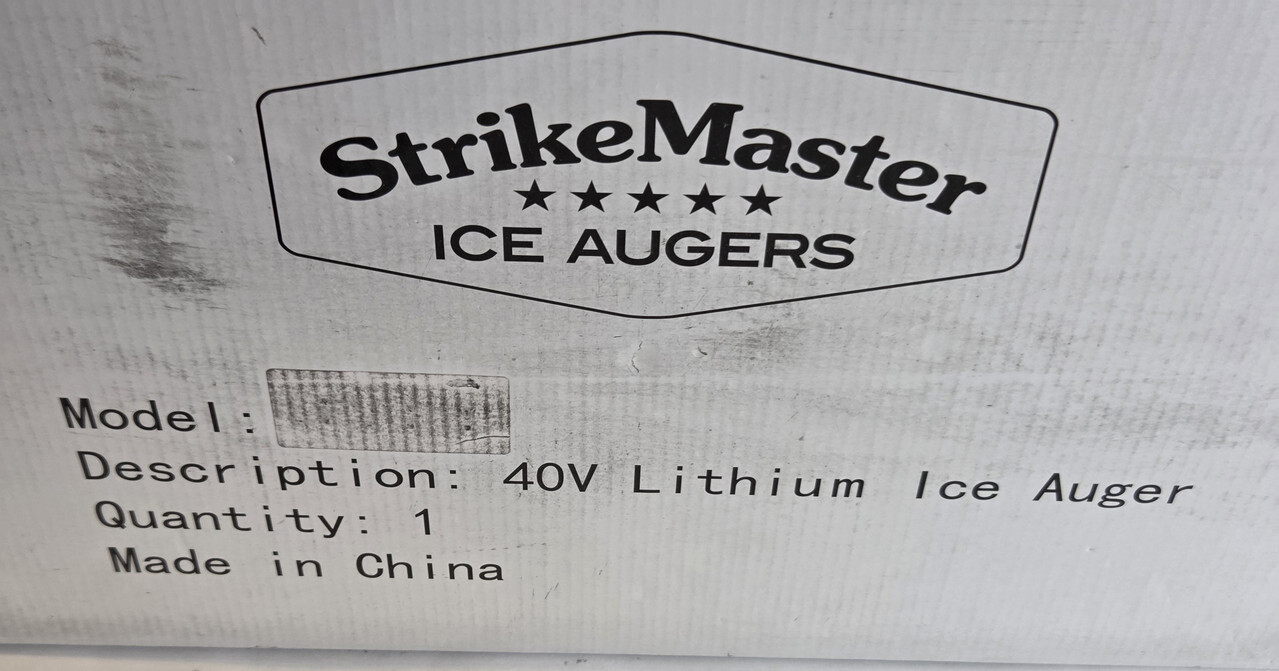 StrikeMaster
★★★★★
ICE AUGERS
Model:
Description: 40V Lithium Ice Auger
Quantity: 1
Made in China